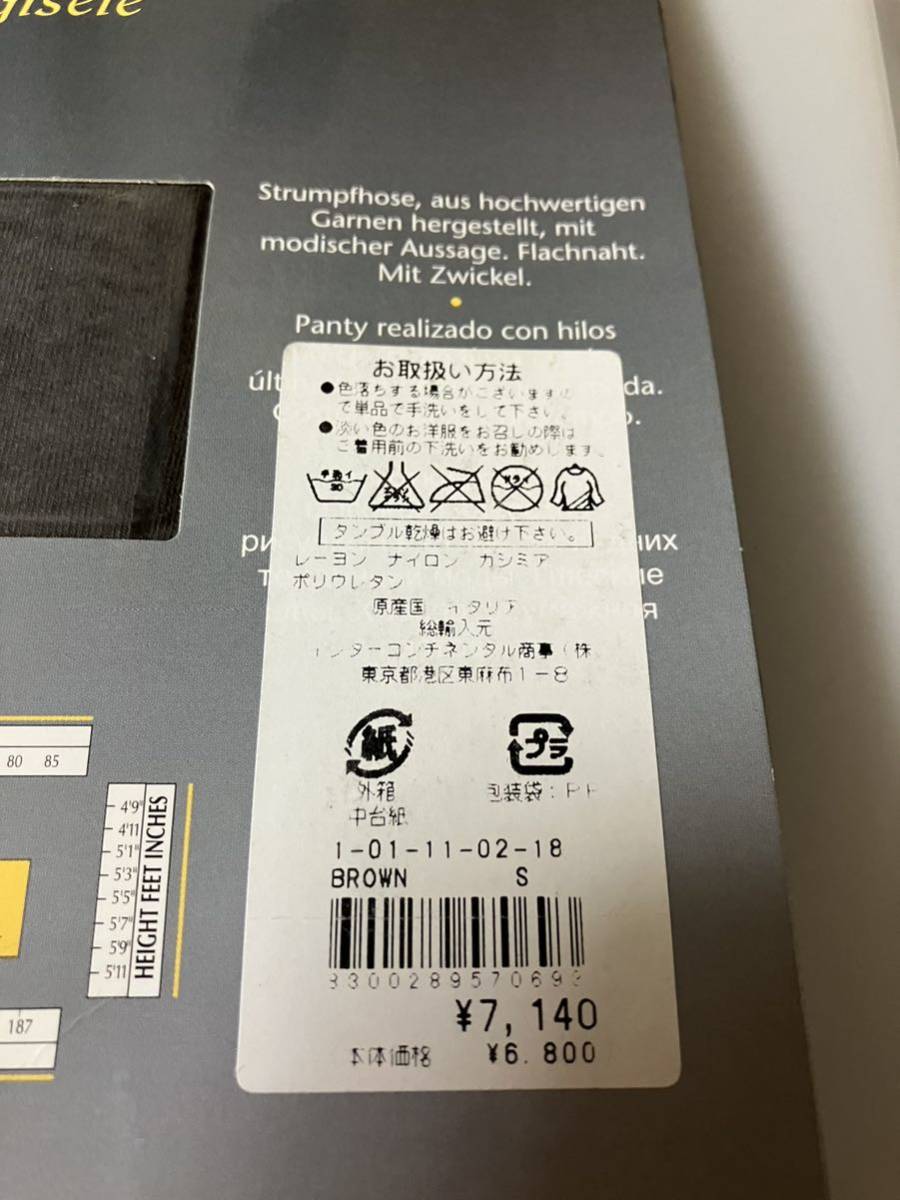 gisele
Strumpfhose, aus hochwertigen
Garnen hergestellt, mit
modischer Aussage. Flachnaht.
Mit Zwickel.
Panty realizado con hilos
últ da.
お取扱い方法
●色落ちする場合がございますの
で単品で手洗いをして下さい。
●淡い色のお洋服をお召しの際は
ご着用前の下洗いをお勧めします。
手洗イ
30
タンブル乾燥はお避け下さい。
レーヨン ナイロン カシミア
ポリウレタン
原産国 イタリア
総輸入元
インターコンチネンタル商事(株
東京都港区東麻布1-8
紙
プラ
外箱
中台紙
包装袋:PP
1-01-11-02-18
BROWN S
¥7,140
本体価格 ¥6.800
80 85
4'9"
4'11
5'1"
5'3"
5'5"
5'7"
5'9"
5'11
HEIGHT FEET INCHES
187